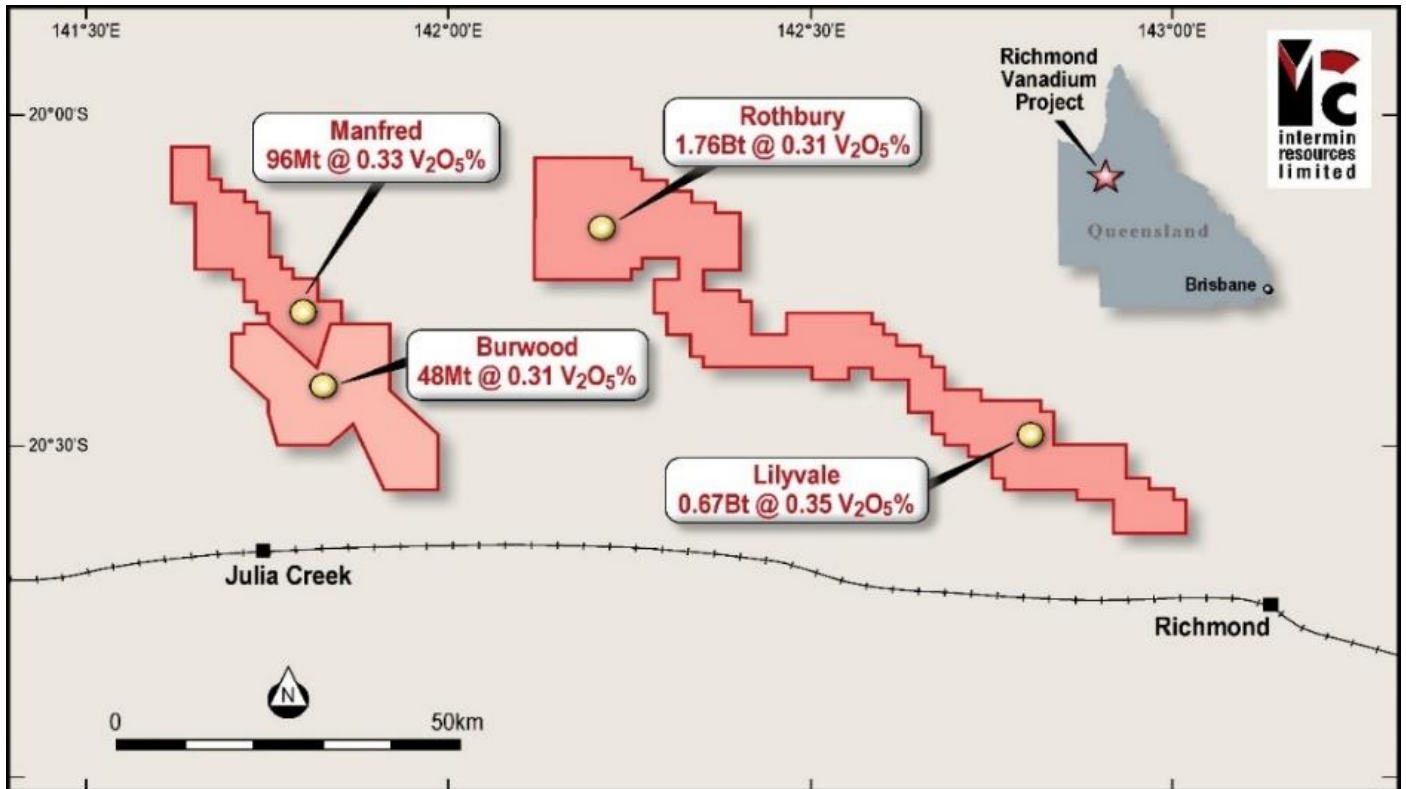 141°30'E
142°00'E
142°30'E
143°00'E
20°00'S
20°30'S
Richmond
Vanadium
Project
intermin
resources
limited
Manfred
96Mt @ 0.33 V₂O₅%
Rothbury
1.76Bt @ 0.31 V₂O₅%
Queensland
Brisbane
Burwood
48Mt @ 0.31 V₂O₅%
Lilyvale
0.67Bt @ 0.35 V₂O₅%
Julia Creek
Richmond
N
0 50km